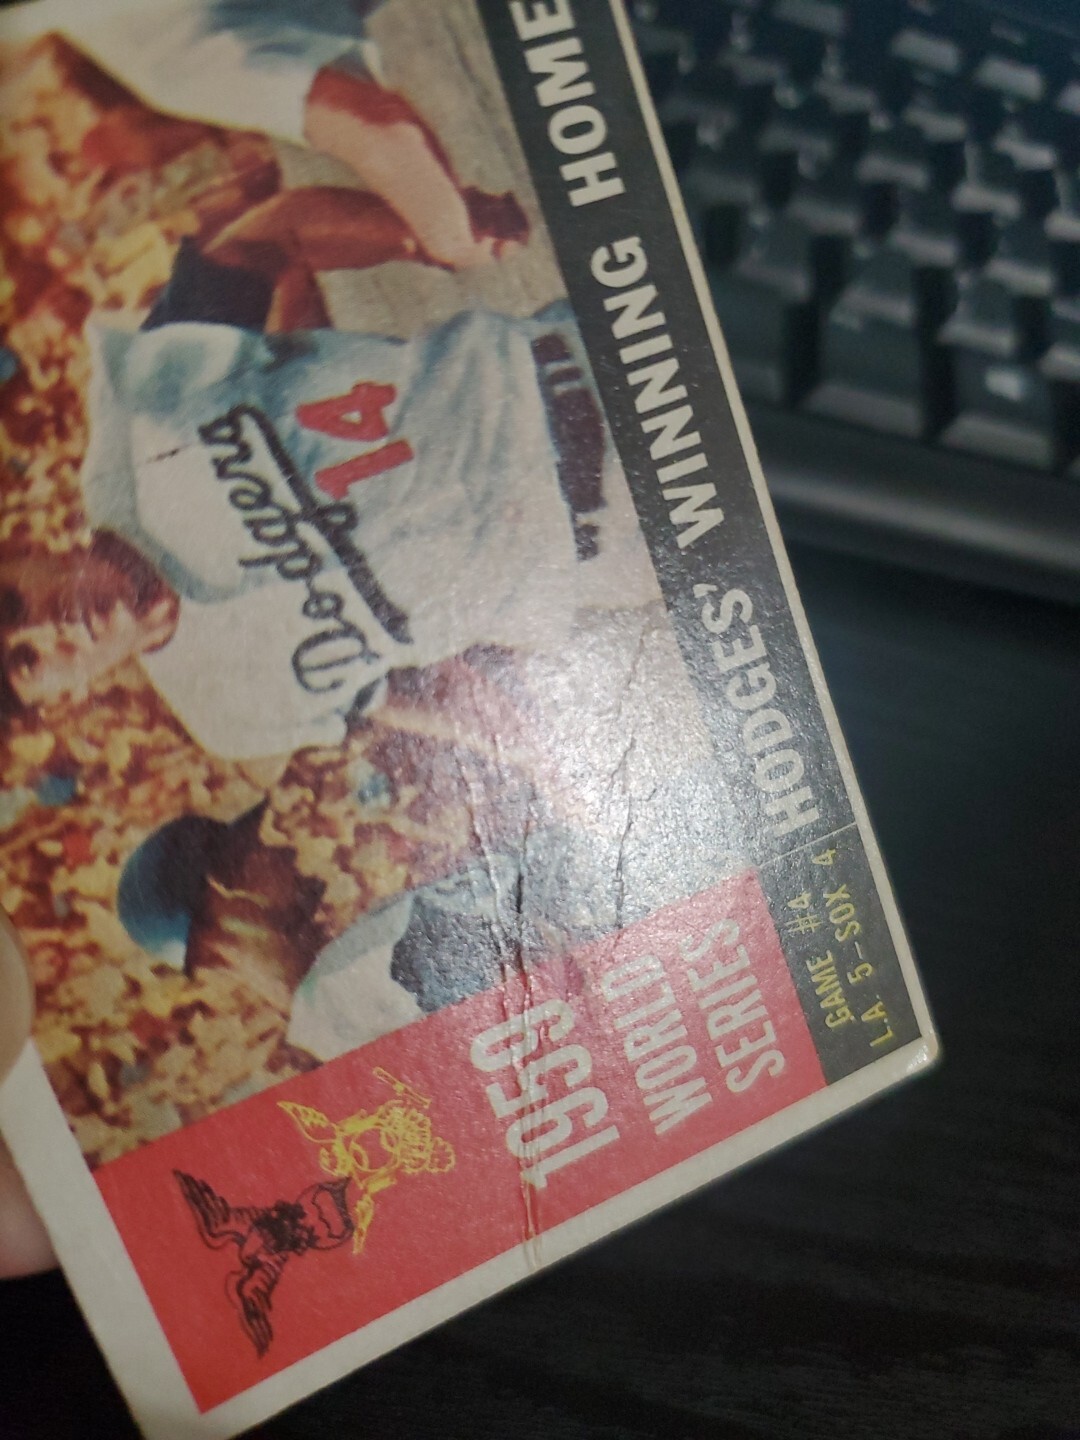 Dodgers
14
1959
WORLD
SERIES
GAME #4
L.A. 5-SOX 4
HODGES' WINNING HOME